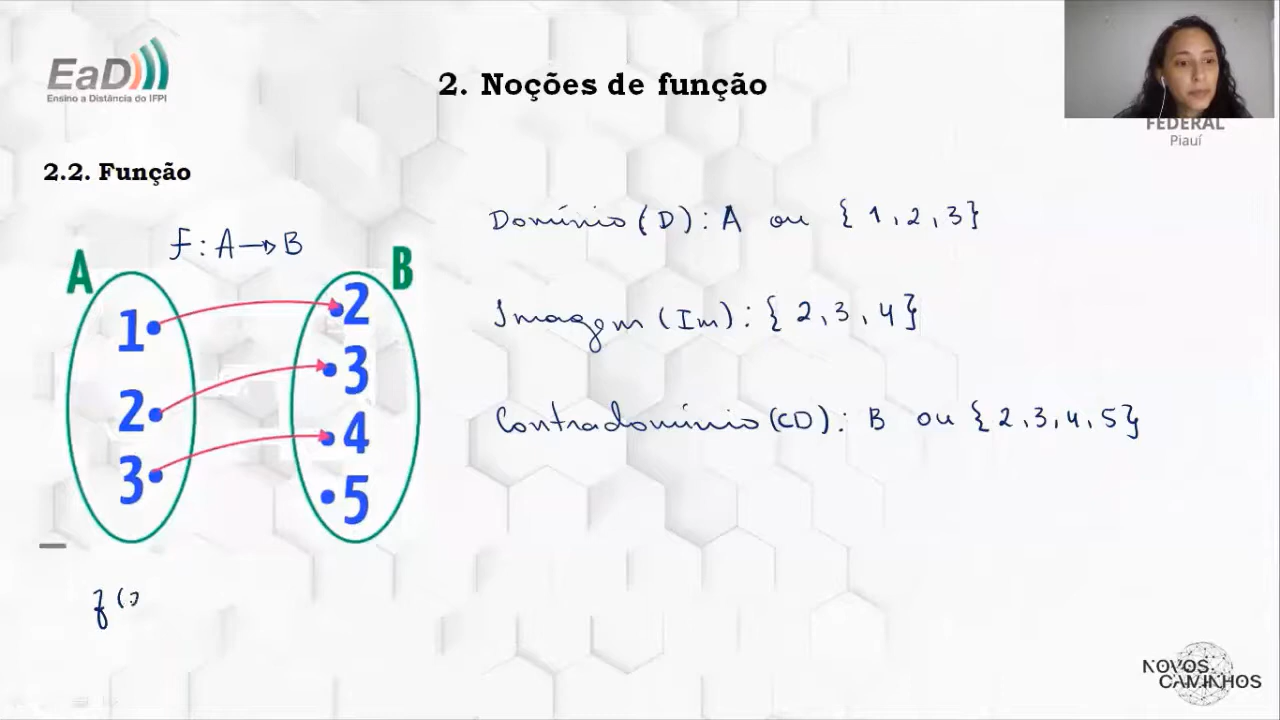 EaD
Ensino a Distância do IFPI
2. Noções de função
FEDERAL
Piauí
2.2. Função
f: A→B
A
B
1
2
3
2
3
4
5
Domínio (D): A ou {1,2,3}
Imagem (Im): {2,3,4}
Contradomínio (CD): B ou {2,3,4,5}
f(
NOVOS
CAMINHOS